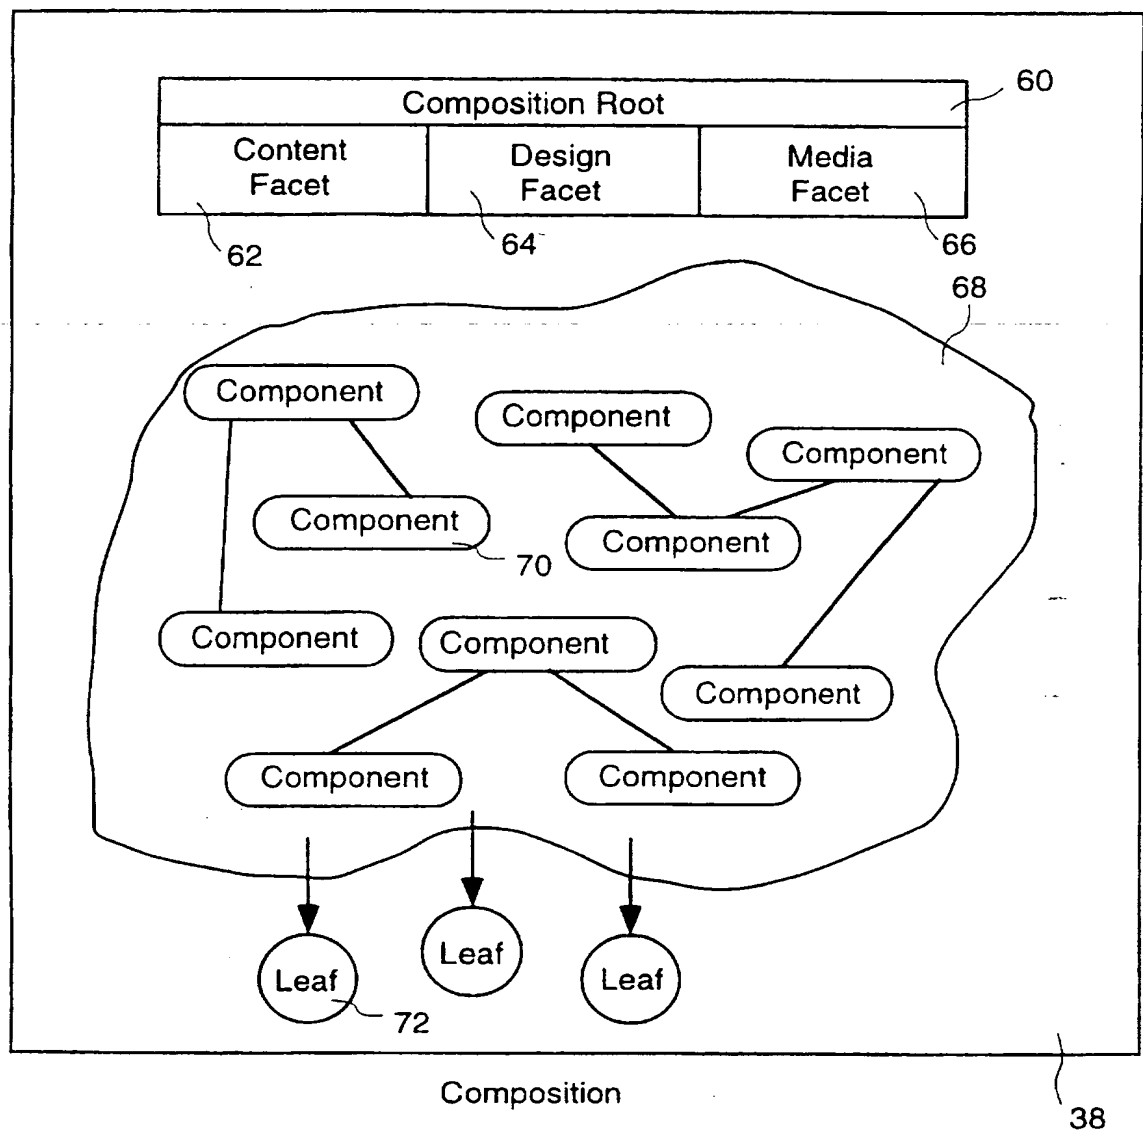 60
Composition Root
Content
Facet
Design
Facet
Media
Facet
62
64
66
68
Component
Component
Component
Component
70
Component
Component
Component
Component
Component
Component
Leaf
Leaf
Leaf
72
Composition
38